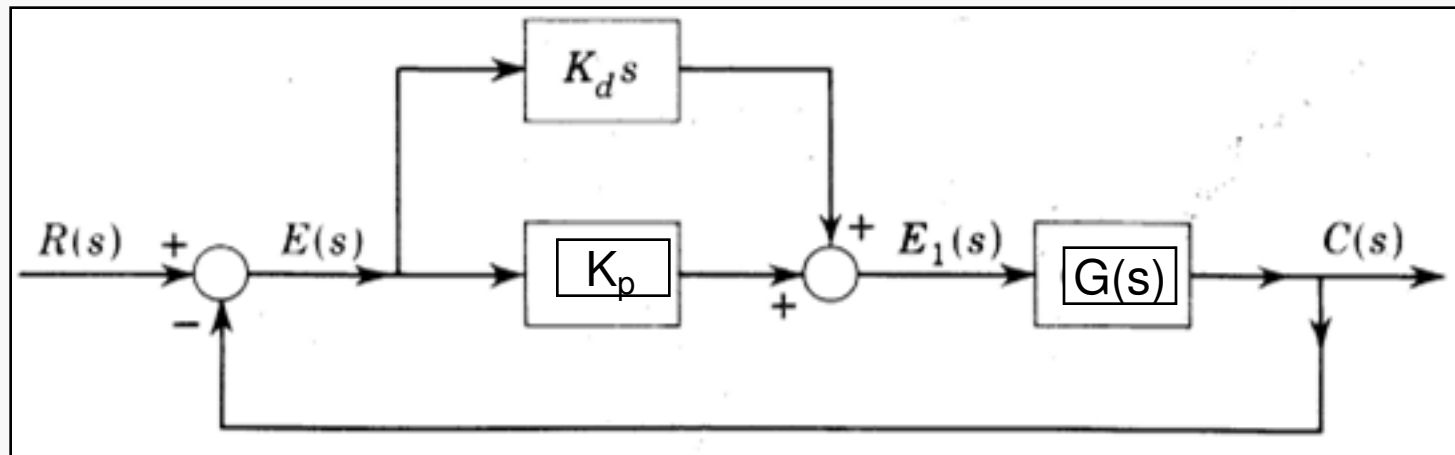 K_d s
R(s) + E(s) K_p + + E_1(s) G(s) C(s)
−